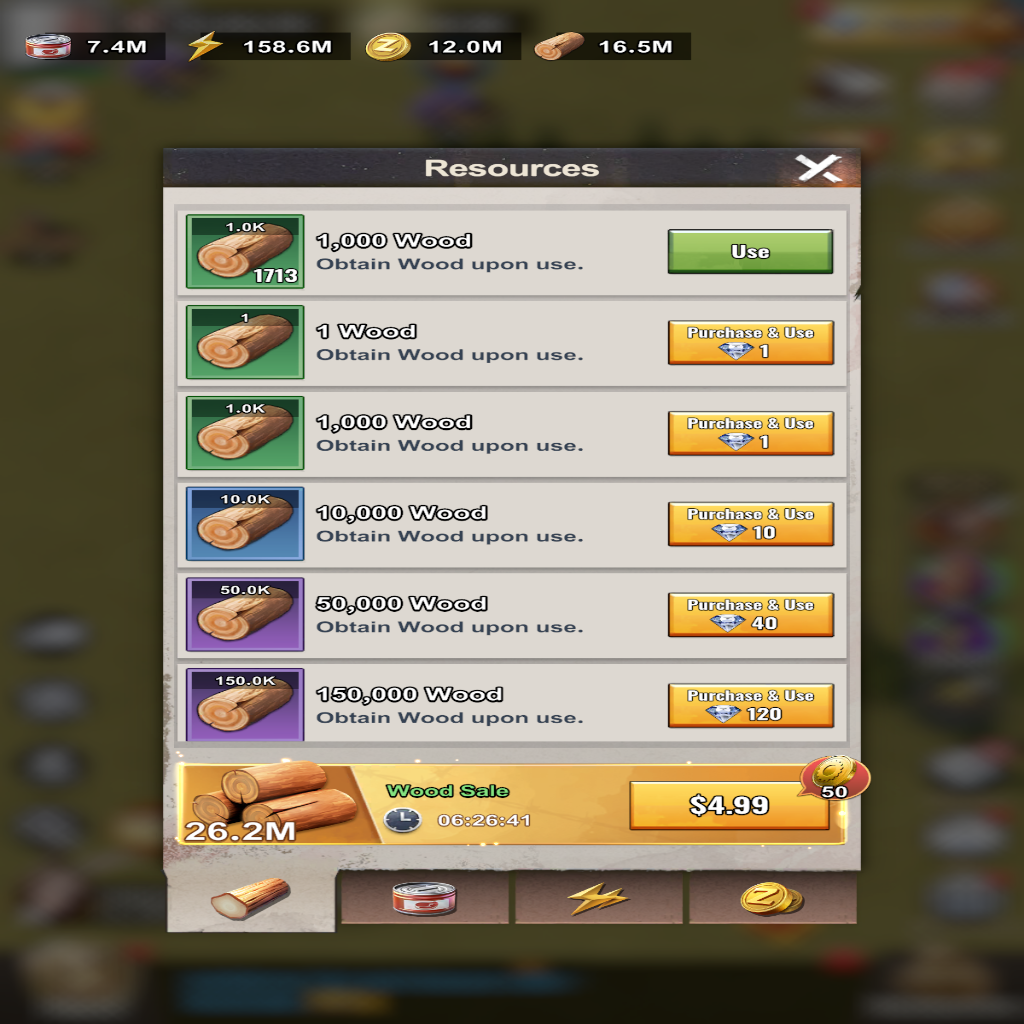 7.4M 158.6M 12.0M 16.5M
Resources
1.0K
1713
1,000 Wood
Obtain Wood upon use.
Use
1
1 Wood
Obtain Wood upon use.
Purchase & Use
1
1.0K
1,000 Wood
Obtain Wood upon use.
Purchase & Use
1
10.0K
10,000 Wood
Obtain Wood upon use.
Purchase & Use
10
50.0K
50,000 Wood
Obtain Wood upon use.
Purchase & Use
40
150.0K
150,000 Wood
Obtain Wood upon use.
Purchase & Use
120
26.2M
Wood Sale
06:26:41
$4.99
50